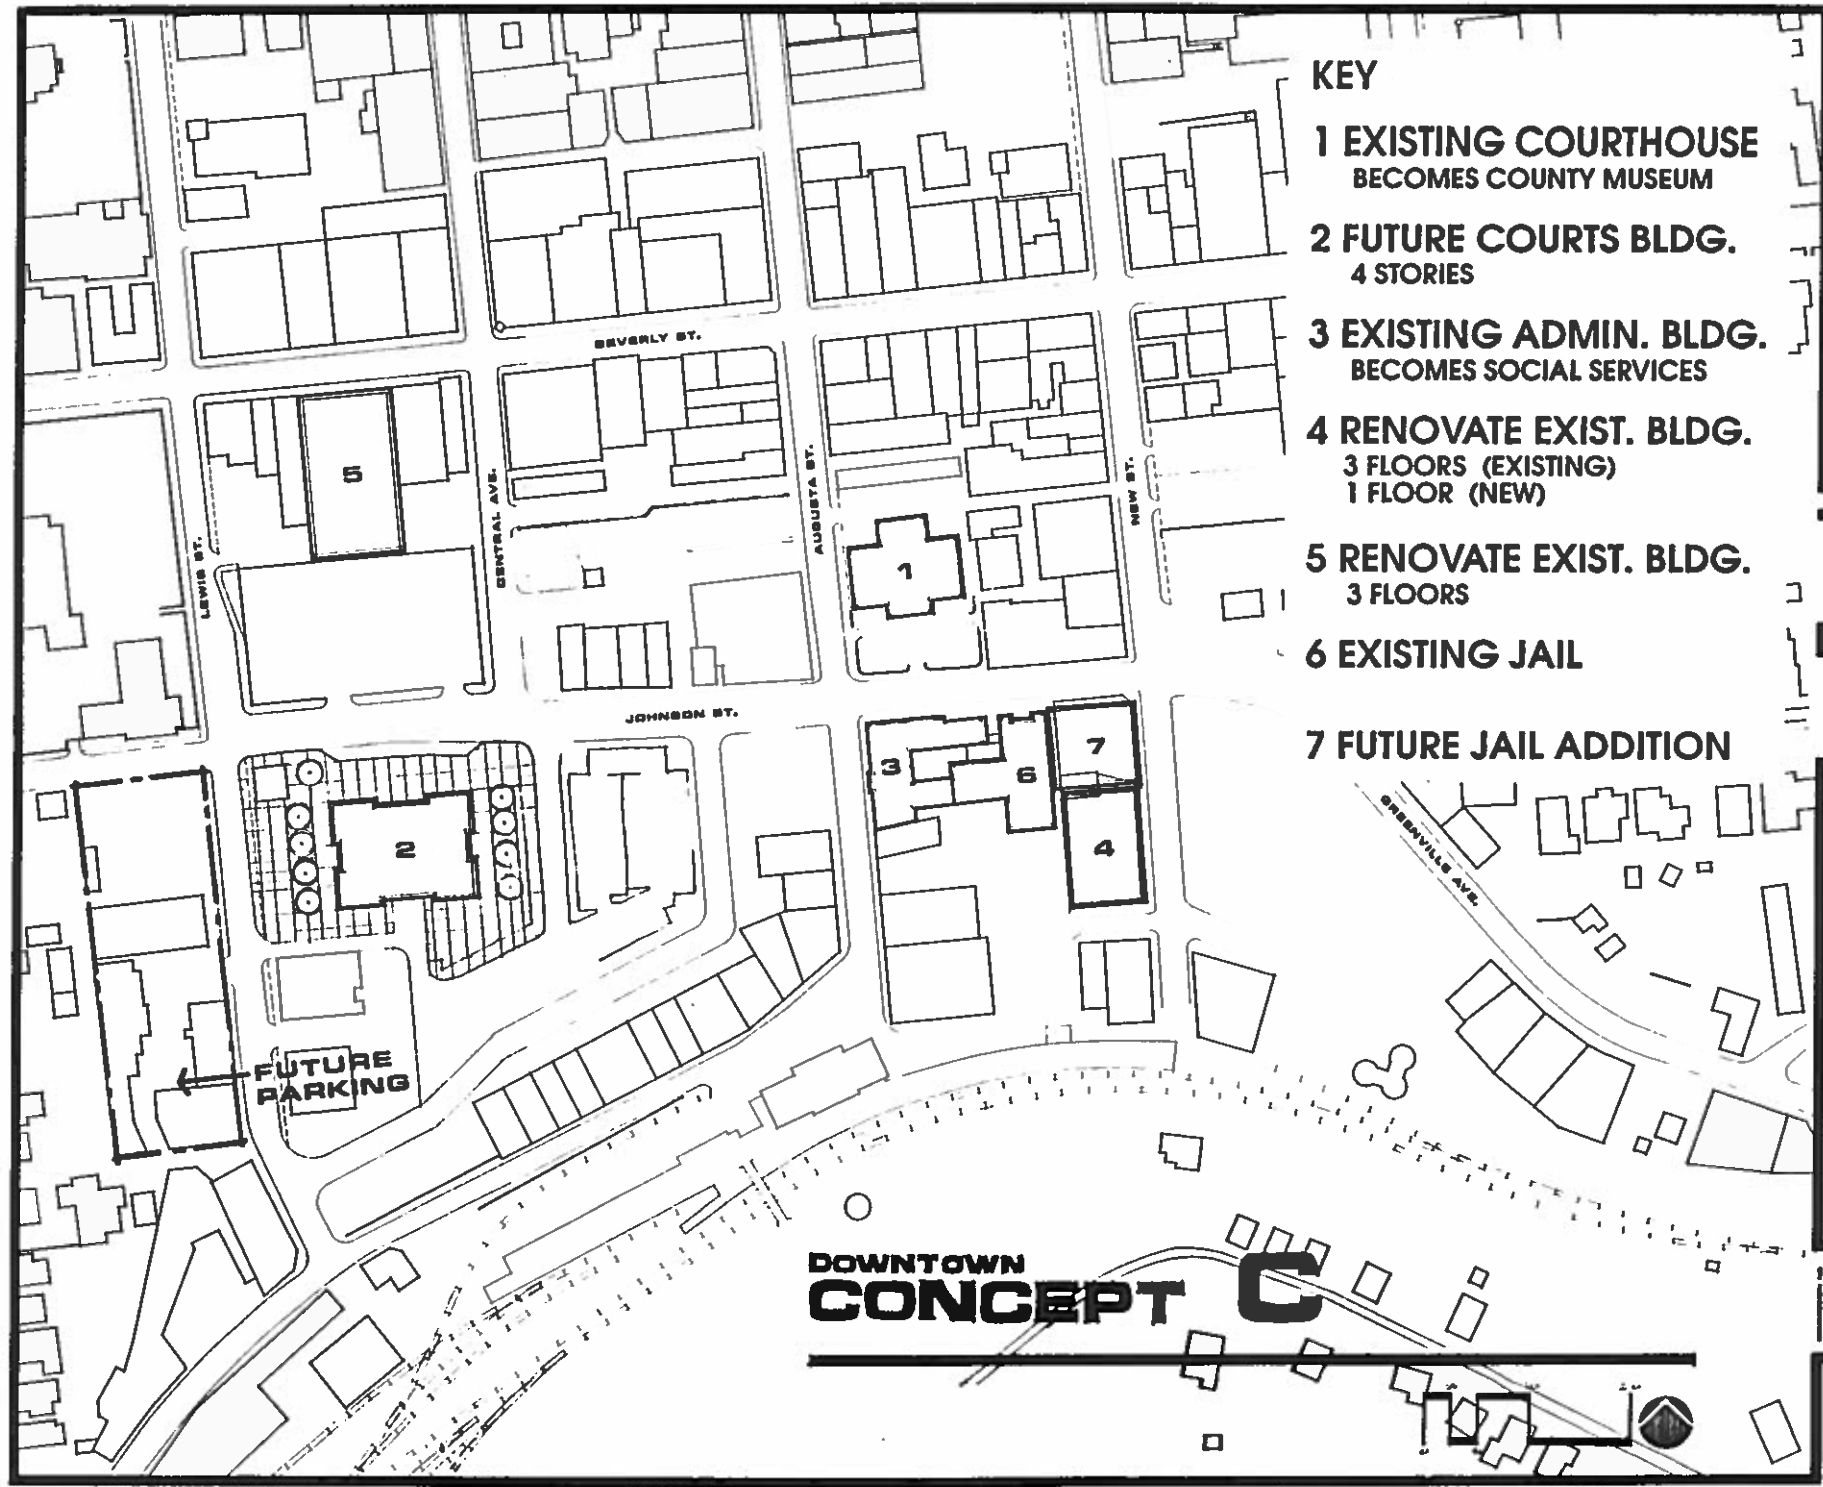 KEY
1 EXISTING COURTHOUSE
BECOMES COUNTY MUSEUM
2 FUTURE COURTS BLDG.
4 STORIES
3 EXISTING ADMIN. BLDG.
BECOMES SOCIAL SERVICES
4 RENOVATE EXIST. BLDG.
3 FLOORS (EXISTING)
1 FLOOR (NEW)
5 RENOVATE EXIST. BLDG.
3 FLOORS
6 EXISTING JAIL
7 FUTURE JAIL ADDITION
BEVERLY ST.
LEWIS ST.
CENTRAL AVE.
AUGUSTA ST.
NEW ST.
JOHNSON ST.
GREENVILLE AVE.
5
1
3
6
7
2
4
FUTURE
PARKING
DOWNTOWN
CONCEPT C